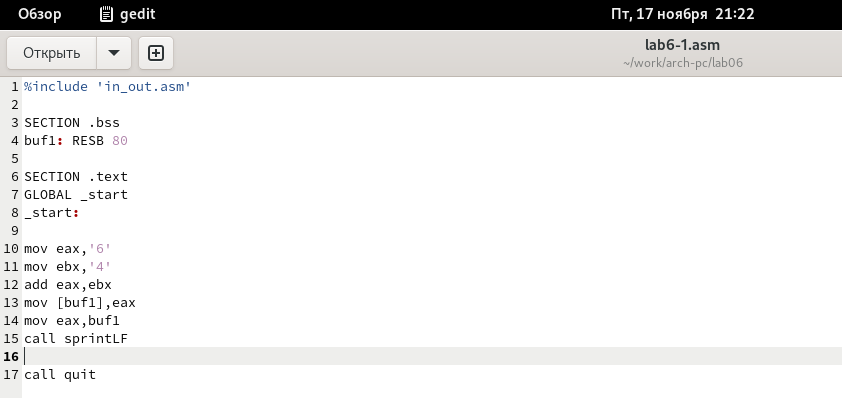 Обзор gedit Пт, 17 ноября 21:22
Открыть lab6-1.asm
~/work/arch-pc/lab06
1 %include 'in_out.asm'
2
3 SECTION .bss
4 buf1: RESB 80
5
6 SECTION .text
7 GLOBAL _start
8 _start:
9
10 mov eax,'6'
11 mov ebx,'4'
12 add eax,ebx
13 mov [buf1],eax
14 mov eax,buf1
15 call sprintLF
16
17 call quit